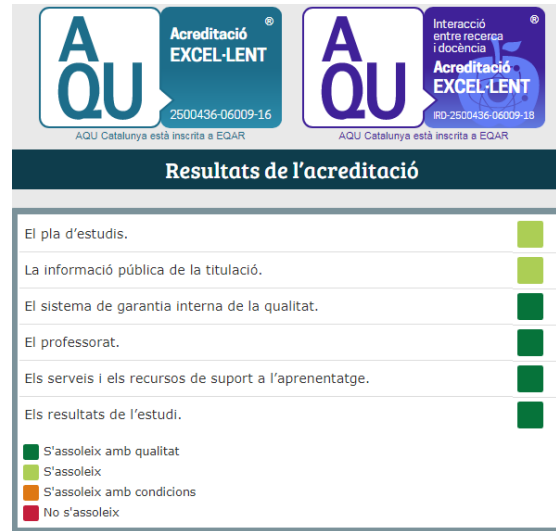 AQU
Acreditació
EXCEL·LENT
®
2500436-06009-16
AQU Catalunya està inscrita a EQAR
AQU
Interacció
entre recerca
i docència
®
Acreditació
EXCEL·LENT
IRD-2500436-06009-18
AQU Catalunya està inscrita a EQAR
Resultats de l'acreditació
El pla d'estudis.
La informació pública de la titulació.
El sistema de garantia interna de la qualitat.
El professorat.
Els serveis i els recursos de suport a l'aprenentatge.
Els resultats de l'estudi.
S'assoleix amb qualitat
S'assoleix
S'assoleix amb condicions
No s'assoleix